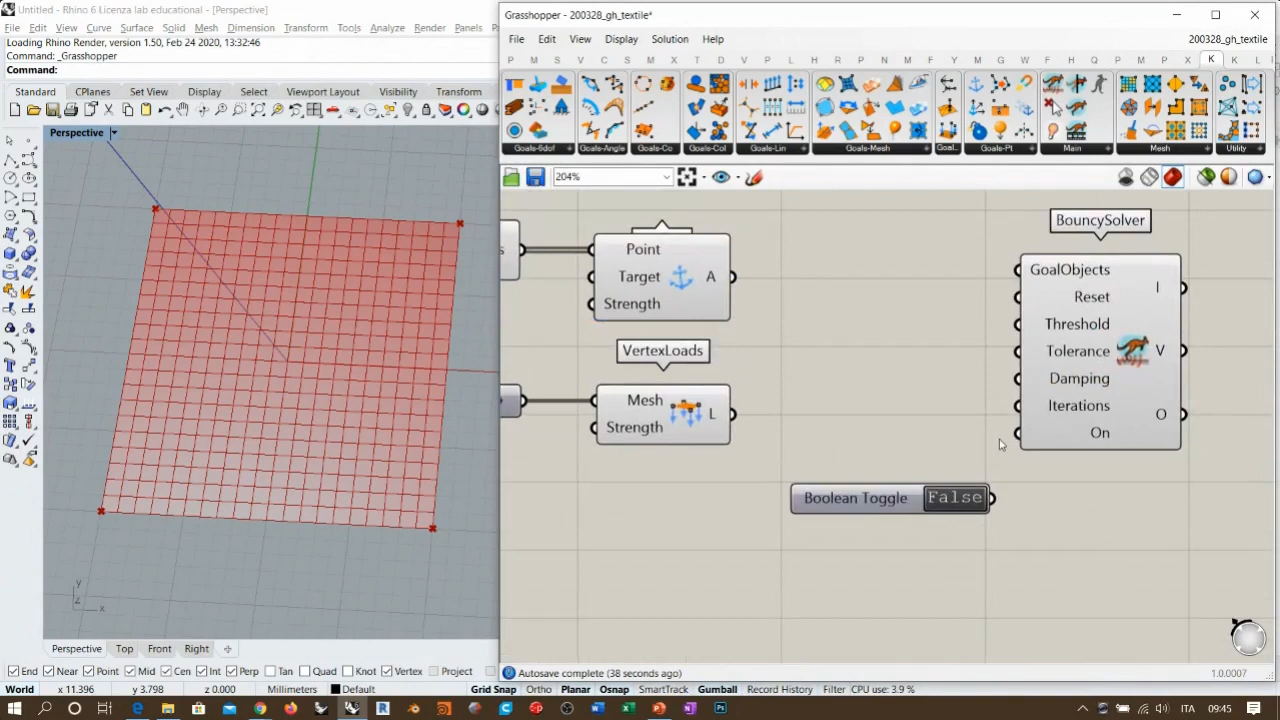 Untitled - Rhino 6 Licenza lab educational - [Perspective]
File Edit View Curve Surface Solid Mesh Dimension Transform Tools Analyze Render Panels
Loading Rhino Render, version 1.50, Feb 24 2020, 13:32:46
Command: _Grasshopper
Command:
Standard CPlanes Set View Display Select Viewport Layout Visibility Transform
Perspective
z y x
Perspective Top Front Right
End Near Point Mid Cen Int Perp Tan Quad Knot Vertex Project
Grasshopper - 200328_gh_textile*
File Edit View Display Solution Help 200328_gh_textile
P M S V C S D X T V P L U I N M A F C Y M R W F K P M D T K L
Goals-6dof Goals-Angle Goals-Co Goals-Col Goals-Lin Goals-Mesh Goal... Goals-Pt Main Mesh Utility
204%
s
Point
Target A
Strength
VertexLoads
Mesh
L
Strength
Boolean Toggle False
BouncySolver
GoalObjects
I
Reset
Threshold
Tolerance V
Damping
Iterations
O
On
Autosave complete (38 seconds ago) 1.0.0007
World x 11.396 y 3.798 z 0.000 Millimeters Default Grid Snap Ortho Planar Osnap SmartTrack Gumball Record History Filter CPU use: 3.9 %
ITA 09:45